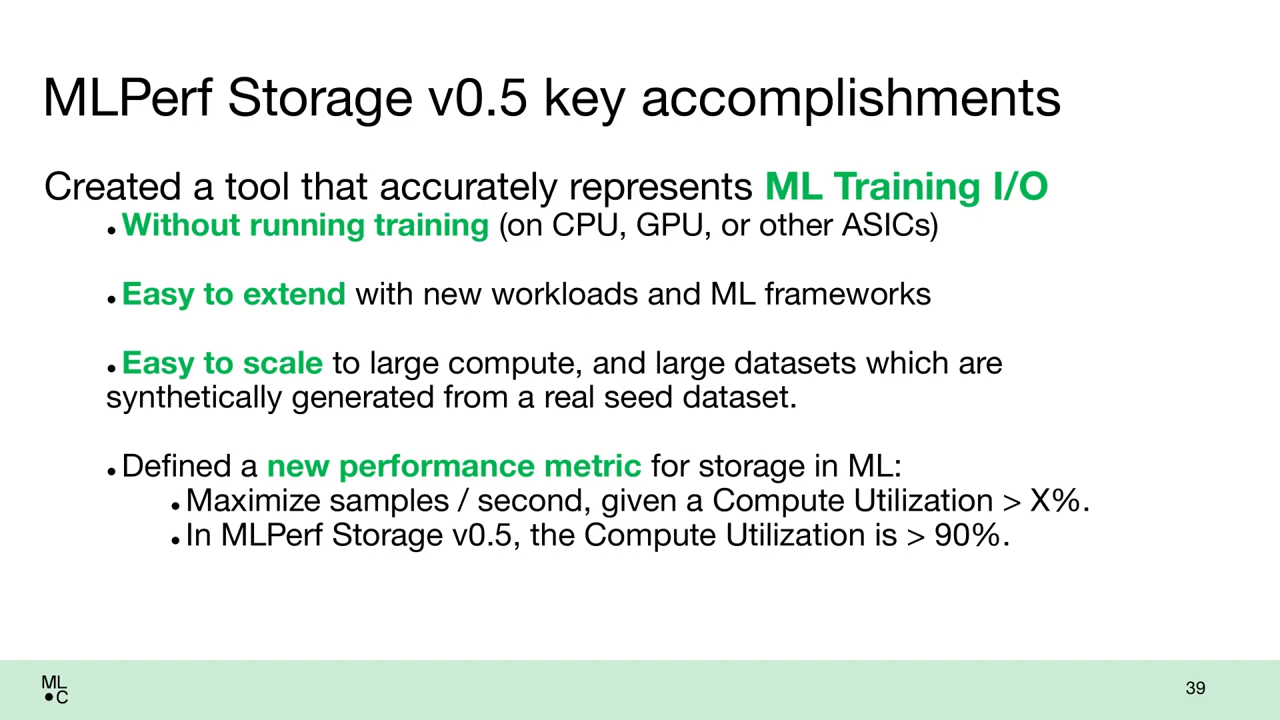 MLPerf Storage v0.5 key accomplishments
Created a tool that accurately represents ML Training I/O
•Without running training (on CPU, GPU, or other ASICs)
•Easy to extend with new workloads and ML frameworks
•Easy to scale to large compute, and large datasets which are
synthetically generated from a real seed dataset.
•Defined a new performance metric for storage in ML:
•Maximize samples / second, given a Compute Utilization > X%.
•In MLPerf Storage v0.5, the Compute Utilization is > 90%.
ML
•C
39